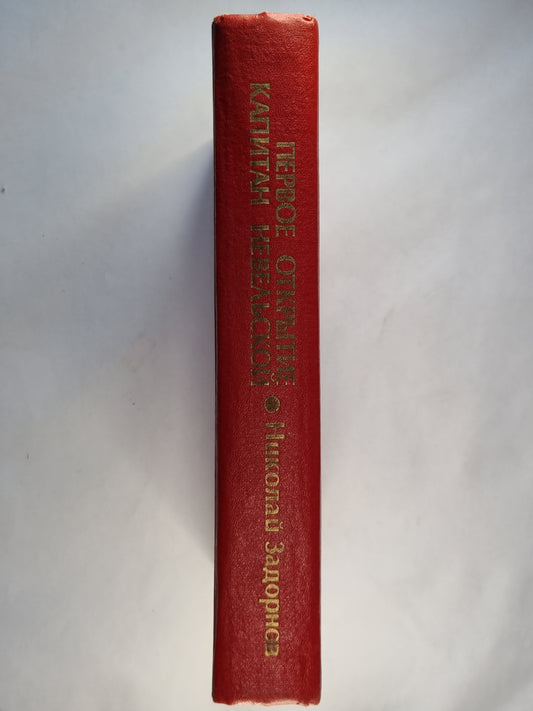 ПЕРВОЕ ОТКРЫТИЕ
КАПИТАН НЕВЕЛЬСКОЙ
Николай Задорнов